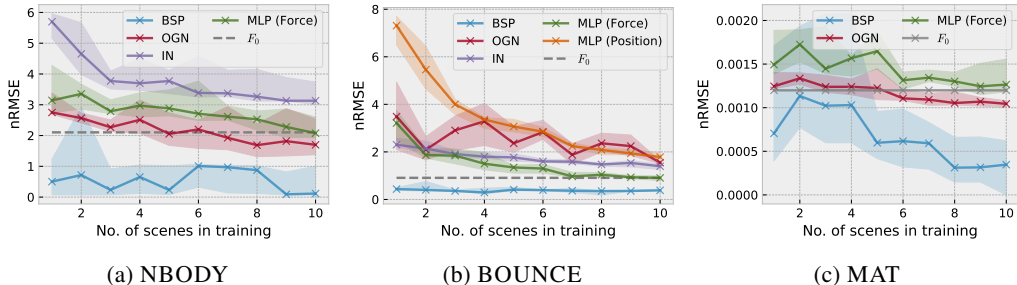 BSP
OGN
IN
MLP (Force)
F₀
nRMSE
6
5
4
3
2
1
0
2
4
6
8
10
No. of scenes in training
(a) NBODY
BSP
OGN
IN
MLP (Force)
MLP (Position)
F₀
nRMSE
8
6
4
2
0
2
4
6
8
10
No. of scenes in training
(b) BOUNCE
BSP
OGN
MLP (Force)
F₀
nRMSE
0.0020
0.0015
0.0010
0.0005
0.0000
2
4
6
8
10
No. of scenes in training
(c) MAT